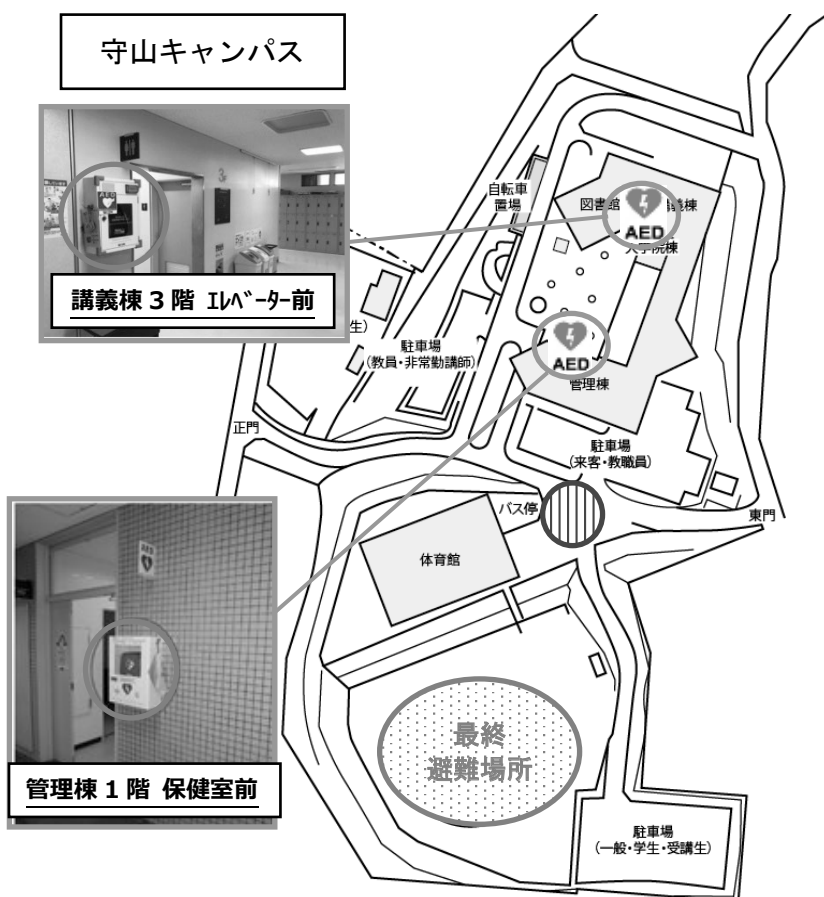 守山キャンパス
AED
3
講義棟3階 ｴﾚﾍﾞｰﾀｰ前
自転車
置場
図書館
講義棟
AED
大学院棟
生）
駐車場
（教員・非常勤講師）
AED
管理棟
正門
駐車場
（来客・教職員）
バス停
東門
体育館
AED
管理棟1階 保健室前
最終
避難場所
駐車場
（一般・学生・受講生）